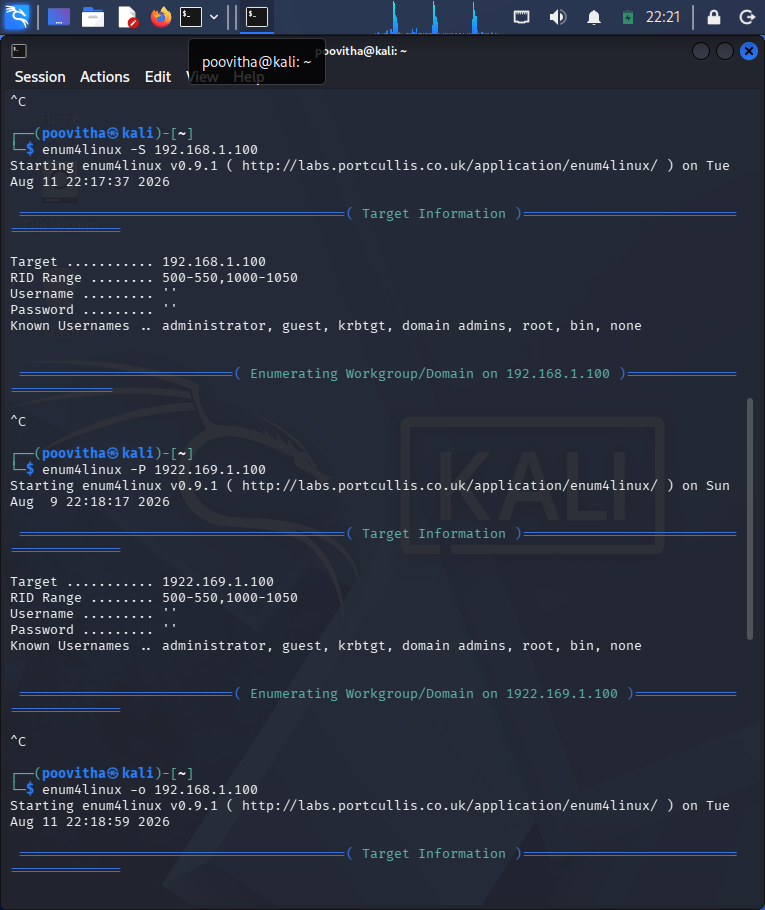 22:21
poovitha@kali: ~
poovitha@kali: ~
Session Actions Edit View Help
^C
Home
┌──(poovitha㉿kali)-[~]
└─$ enum4linux -S 192.168.1.100
Starting enum4linux v0.9.1 ( http://labs.portcullis.co.uk/application/enum4linux/ ) on Tue
Aug 11 22:17:37 2026
( Target Information )
Target ........... 192.168.1.100
RID Range ........ 500-550,1000-1050
Username ......... ''
Password ......... ''
Known Usernames .. administrator, guest, krbtgt, domain admins, root, bin, none
( Enumerating Workgroup/Domain on 192.168.1.100 )
^C
┌──(poovitha㉿kali)-[~]
└─$ enum4linux -P 1922.169.1.100
Starting enum4linux v0.9.1 ( http://labs.portcullis.co.uk/application/enum4linux/ ) on Sun
Aug  9 22:18:17 2026
KALI
( Target Information )
Target ........... 1922.169.1.100
RID Range ........ 500-550,1000-1050
Username ......... ''
Password ......... ''
Known Usernames .. administrator, guest, krbtgt, domain admins, root, bin, none
( Enumerating Workgroup/Domain on 1922.169.1.100 )
^C
┌──(poovitha㉿kali)-[~]
└─$ enum4linux -o 192.168.1.100
Starting enum4linux v0.9.1 ( http://labs.portcullis.co.uk/application/enum4linux/ ) on Tue
Aug 11 22:18:59 2026
( Target Information )